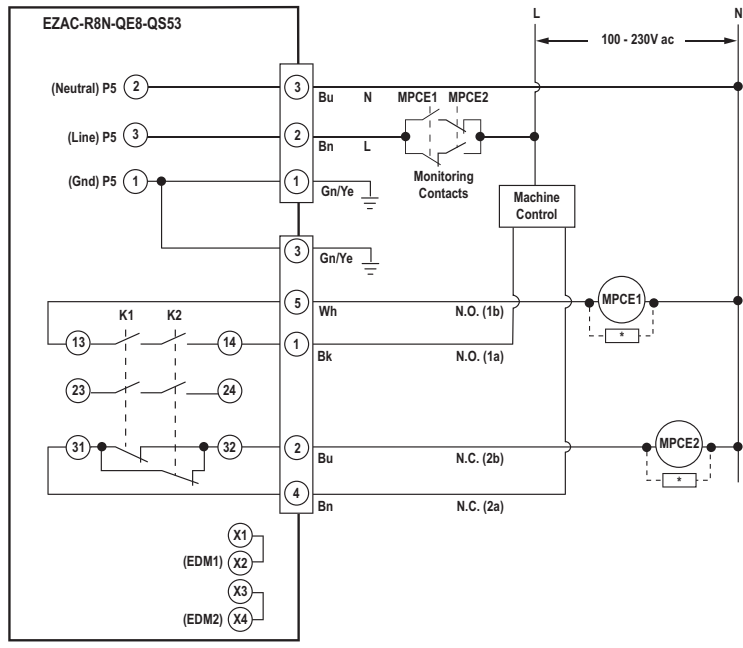 EZAC-R8N-QE8-QS53
L
N
100 - 230V ac
(Neutral) P5 2
3
Bu N
MPCE1 MPCE2
(Line) P5 3
2
Bn L
(Gnd) P5 1
1
Gn/Ye
Monitoring
Contacts
Machine
Control
3
Gn/Ye
K1 K2
5
Wh
N.O. (1b)
MPCE1
*
13
14
1
Bk
N.O. (1a)
23
24
31
32
2
Bu
N.C. (2b)
MPCE2
*
4
Bn
N.C. (2a)
X1
(EDM1) X2
X3
(EDM2) X4